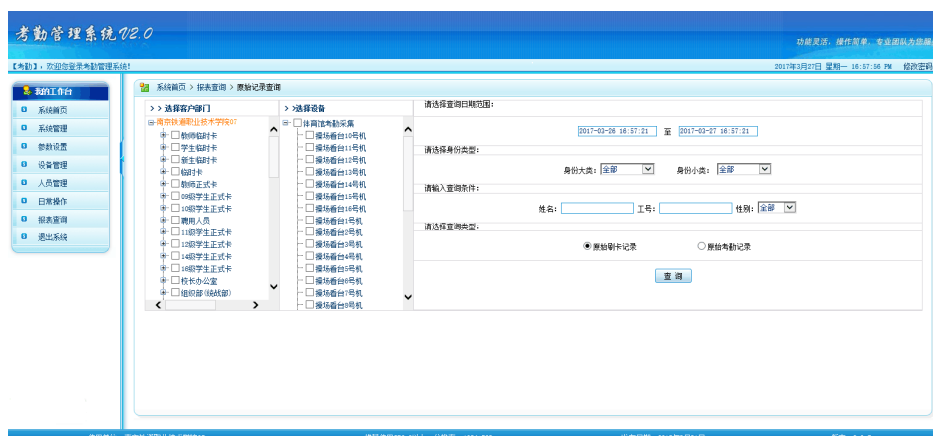 考勤管理系统V2.0
功能灵活, 操作简单, 专业团队为您服
【考勤】, 欢迎您登录考勤管理系统!
2017年3月27日 星期一 16:57:56 PM 修改密码
我的工作台
系统首页
系统管理
参数设置
设备管理
人员管理
日常操作
报表查询
退出系统
系统首页 > 报表查询 > 原始记录查询
> > 选择客户部门
南京铁道职业技术学院07
教师临时卡
学生临时卡
新生临时卡
临时卡
教师正式卡
09级学生正式卡
10级学生正式卡
聘用人员
11级学生正式卡
12级学生正式卡
14级学生正式卡
16级学生正式卡
校长办公室
组织部(统战部)
> >选择设备
体育馆考勤采集
操场看台10号机
操场看台11号机
操场看台12号机
操场看台13号机
操场看台14号机
操场看台15号机
操场看台16号机
操场看台1号机
操场看台2号机
操场看台3号机
操场看台4号机
操场看台5号机
操场看台6号机
操场看台7号机
操场看台8号机
请选择查询日期范围:
2017-03-26 16:57:21 至 2017-03-27 16:57:21
请选择身份类型:
身份大类: 全部 身份小类: 全部
请输入查询条件:
姓名: 工号: 性别: 全部
请选择查询类型:
原始刷卡记录 原始考勤记录
查 询